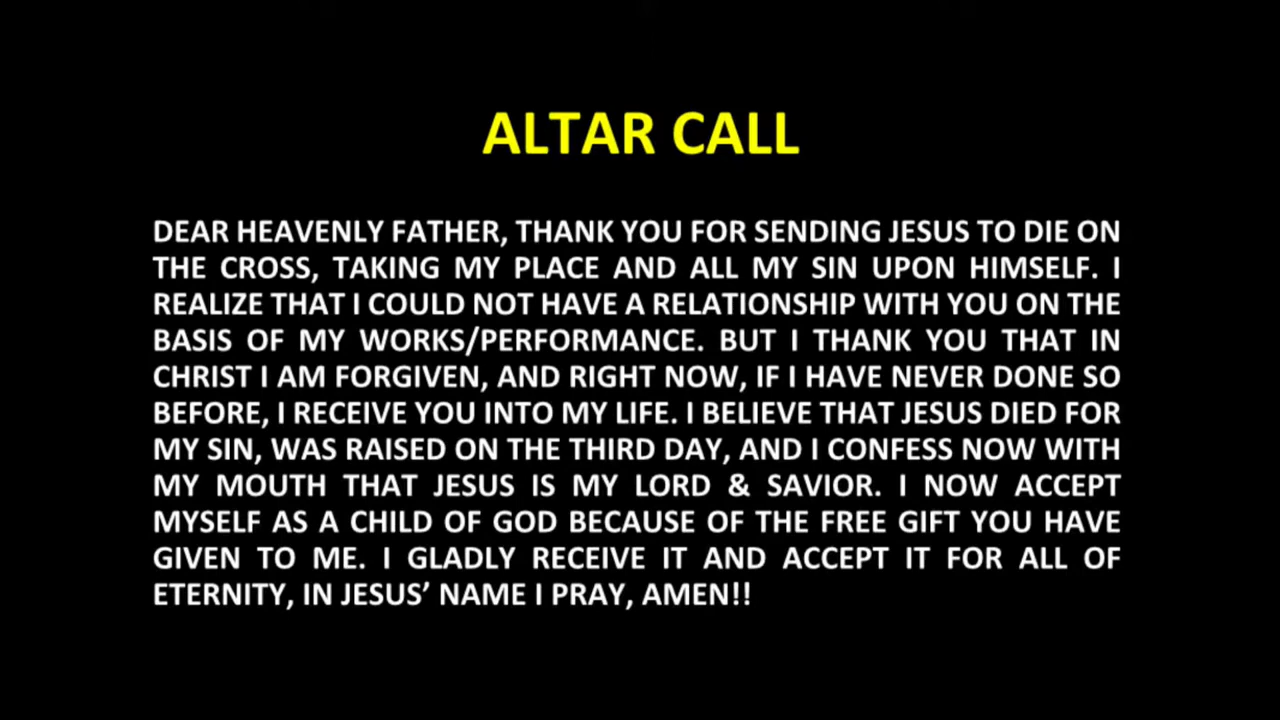 ALTAR CALL
DEAR HEAVENLY FATHER, THANK YOU FOR SENDING JESUS TO DIE ON
THE CROSS, TAKING MY PLACE AND ALL MY SIN UPON HIMSELF. I
REALIZE THAT I COULD NOT HAVE A RELATIONSHIP WITH YOU ON THE
BASIS OF MY WORKS/PERFORMANCE. BUT I THANK YOU THAT IN
CHRIST I AM FORGIVEN, AND RIGHT NOW, IF I HAVE NEVER DONE SO
BEFORE, I RECEIVE YOU INTO MY LIFE. I BELIEVE THAT JESUS DIED FOR
MY SIN, WAS RAISED ON THE THIRD DAY, AND I CONFESS NOW WITH
MY MOUTH THAT JESUS IS MY LORD & SAVIOR. I NOW ACCEPT
MYSELF AS A CHILD OF GOD BECAUSE OF THE FREE GIFT YOU HAVE
GIVEN TO ME. I GLADLY RECEIVE IT AND ACCEPT IT FOR ALL OF
ETERNITY, IN JESUS’ NAME I PRAY, AMEN!!